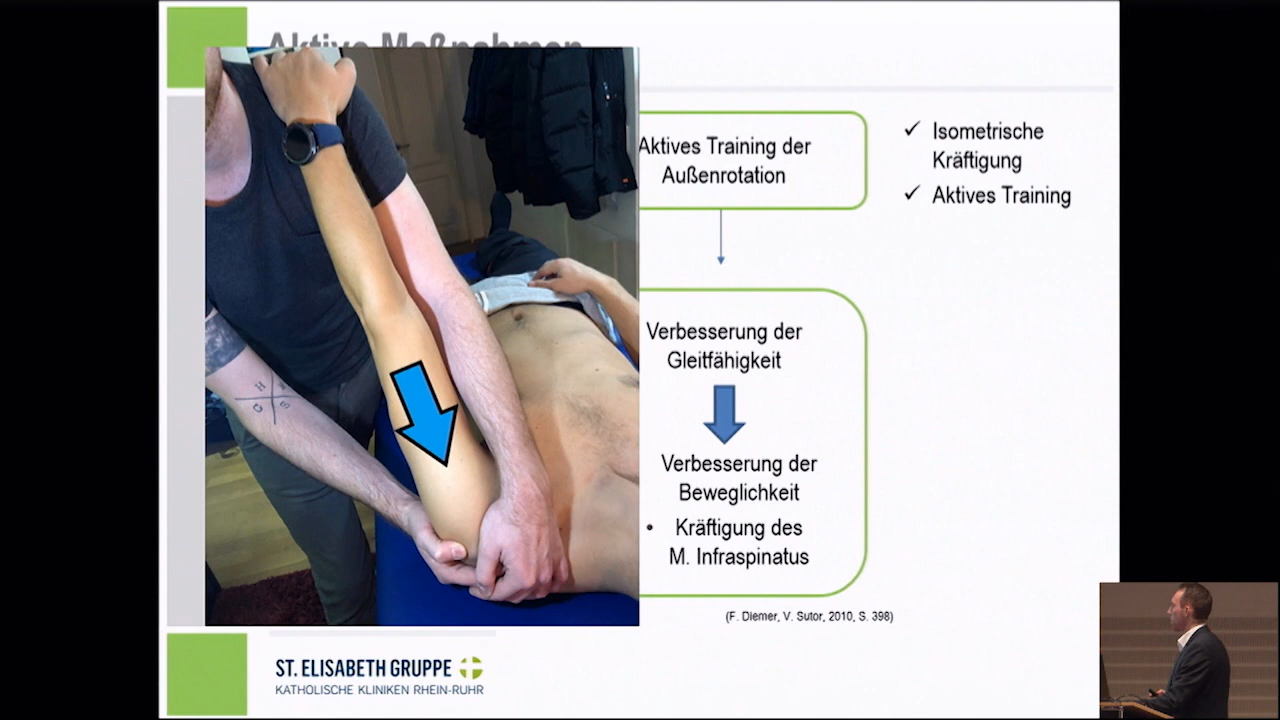 Aktive Maßnahmen
Aktives Training der
Außenrotation
Verbesserung der
Gleitfähigkeit
Verbesserung der
Beweglichkeit
• Kräftigung des
M. Infraspinatus
✓ Isometrische
Kräftigung
✓ Aktives Training
(F. Diemer, V. Sutor, 2010, S. 398)
ST. ELISABETH GRUPPE
KATHOLISCHE KLINIKEN RHEIN-RUHR